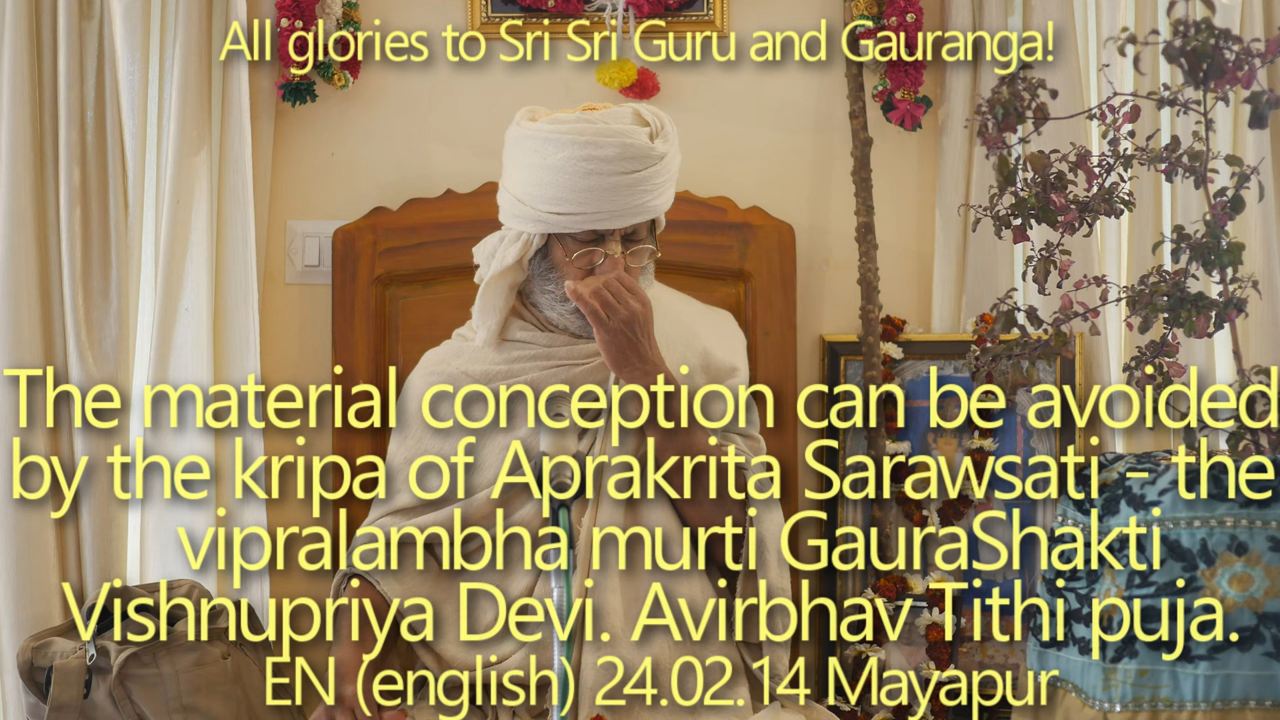 All glories to Sri Sri Guru and Gauranga!
The material conception can be avoided
by the kripa of Aprakrita Sarawsati - the
vipralambha murti GauraShakti
Vishnupriya Devi. Avirbhav Tithi puja.
EN (english) 24.02.14 Mayapur